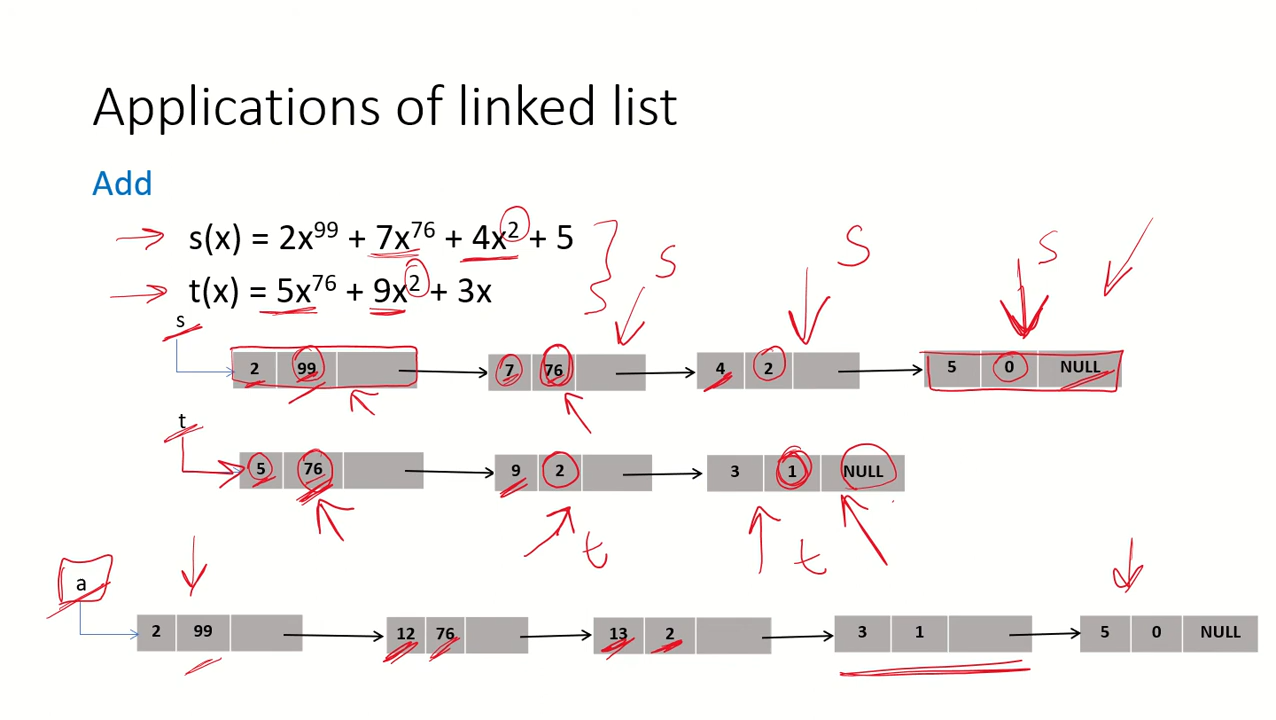 Applications of linked list
Add
s(x) = 2x⁹⁹ + 7x⁷⁶ + 4x² + 5
t(x) = 5x⁷⁶ + 9x² + 3x
S S S
s
2 99 7 76 4 2 5 0 NULL
t
5 76 9 2 3 1 NULL
t t
a
2 99 12 76 13 2 3 1 5 0 NULL